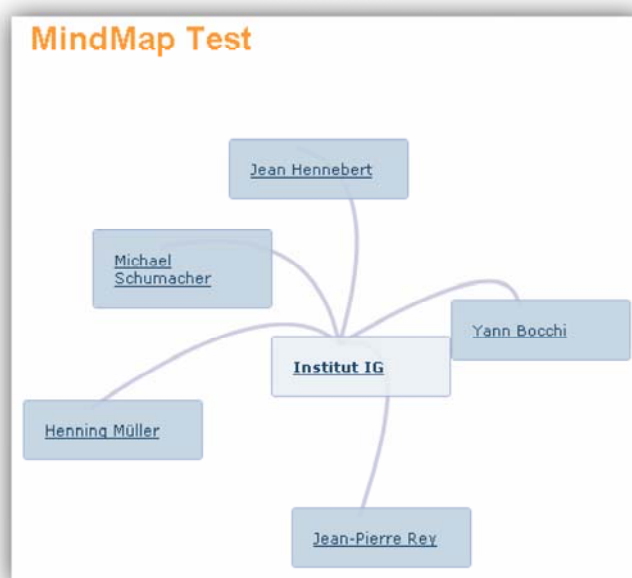 MindMap Test
Jean Hennebert
Michael
Schumacher
Yann Bocchi
Institut IG
Henning Müller
Jean-Pierre Rey